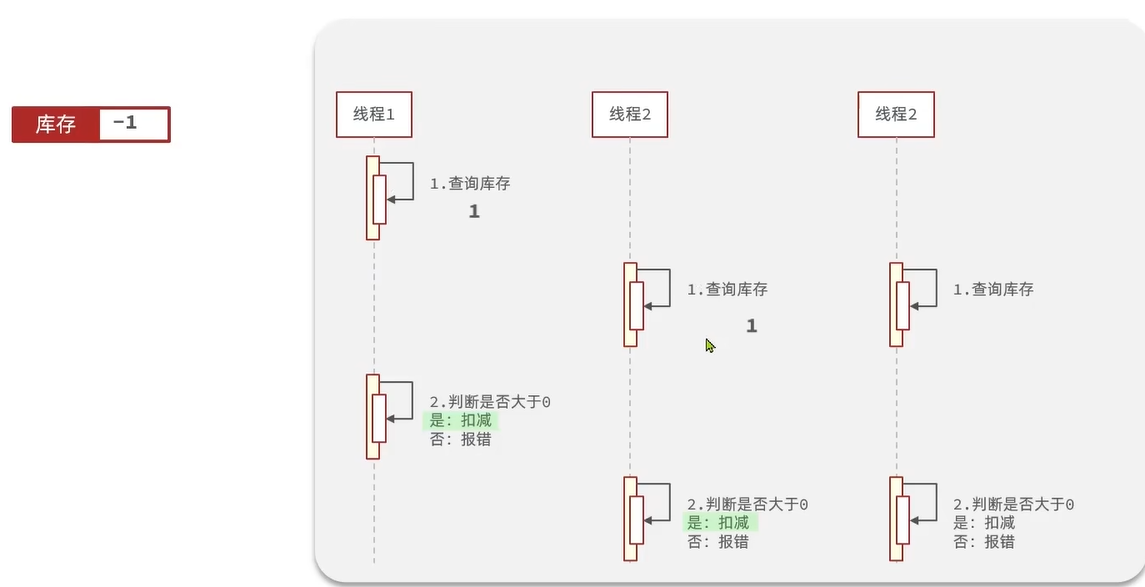 库存 -1
线程1
线程2
线程2
1.查询库存
1
1.查询库存
1
1.查询库存
2.判断是否大于0
是: 扣减
否: 报错
2.判断是否大于0
是: 扣减
否: 报错
2.判断是否大于0
是: 扣减
否: 报错